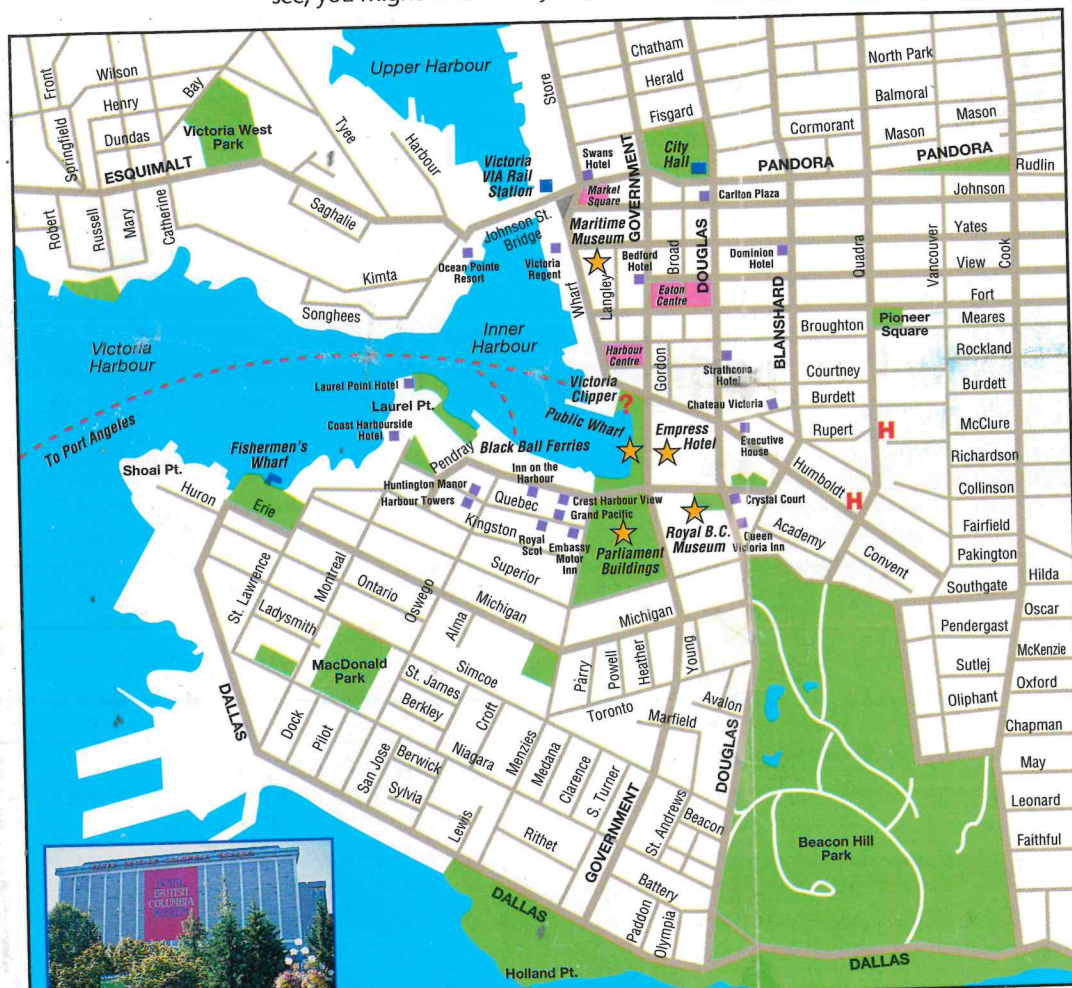 see, you might
Upper Harbour
Front
Wilson
Henry
Bay
Dundas
Springfield
Victoria West
Park
ESQUIMALT
Tyee
Harbour
Store
Chatham
Herald
Fisgard
North Park
Balmoral
Mason
Mason
Cormorant
City
Hall
PANDORA
PANDORA
Rudlin
Johnson
Swans
Hotel
Victoria
VIA Rail
Station
Market
Square
GOVERNMENT
Carlton Plaza
Robert
Russell
Mary
Catherine
Saghalie
Johnson St.
Bridge
Maritime
Museum
Yates
Ocean Pointe
Resort
Victoria
Regent
Bedford
Hotel
Broad
DOUGLAS
Dominion
Hotel
Quadra
Vancouver
View
Cook
Kimta
Songhees
Wharf
Langley
Eaton
Centre
Fort
BLANSHARD
Pioneer
Square
Meares
Broughton
Rockland
Victoria
Harbour
Inner
Harbour
Harbour
Centre
Gordon
Strathcona
Hotel
Courtney
Burdett
Burdett
Laurel Point Hotel
Victoria
Clipper
?
Chateau Victoria
Laurel Pt.
Public Wharf
Empress
Hotel
Executive
House
Rupert
H
McClure
Coast Harbourside
Hotel
To Port Angeles
Pendray
Black Ball Ferries
Richardson
Shoai Pt.
Fishermen's
Wharf
Inn on the
Harbour
Humboldt
Collinson
Huron
Erie
Huntington Manor
Harbour Towers
Quebec
Crest Harbour View
Grand Pacific
Crystal Court
H
Kingston
Royal
Scot
Embassy
Motor
Inn
Parliament
Buildings
Royal B.C.
Museum
Queen
Victoria Inn
Academy
Fairfield
Convent
Pakington
St. Lawrence
Montreal
Ontario
Oswego
Superior
Southgate
Hilda
Ladysmith
Michigan
Michigan
Oscar
Alma
Pendergast
MacDonald
Park
Simcoe
Parry
Powell
Heather
Young
McKenzie
Sutlej
St. James
Oxford
Berkley
Croft
Toronto
Marfield
Avalon
Oliphant
DALLAS
Dock
Pilot
Menzies
Chapman
San Jose
Berwick
Niagara
Medana
Clarence
S. Turner
DOUGLAS
May
Sylvia
Lewis
Rithet
GOVERNMENT
St. Andrews
Beacon
Leonard
Beacon Hill
Park
Faithful
Battery
DALLAS
Paddon
Olympia
DALLAS
Holland Pt.
ROYAL BRITISH COLUMBIA MUSEUM
ROYAL
BRITISH
COLUMBIA
MUSEUM